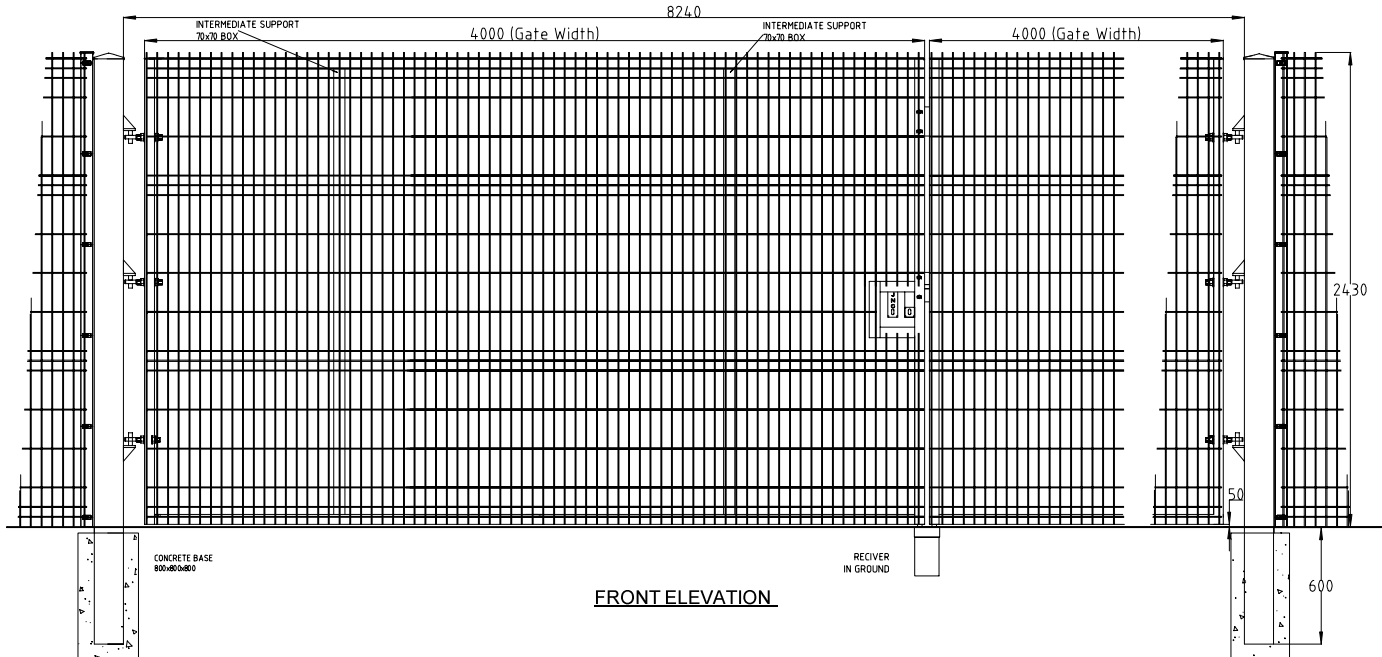 8240
INTERMEDIATE SUPPORT
70x70 BOX
4000 (Gate Width)
INTERMEDIATE SUPPORT
70x70 BOX
4000 (Gate Width)
2430
50
CONCRETE BASE
800x800x800
RECIVER
IN GROUND
600
FRONT ELEVATION